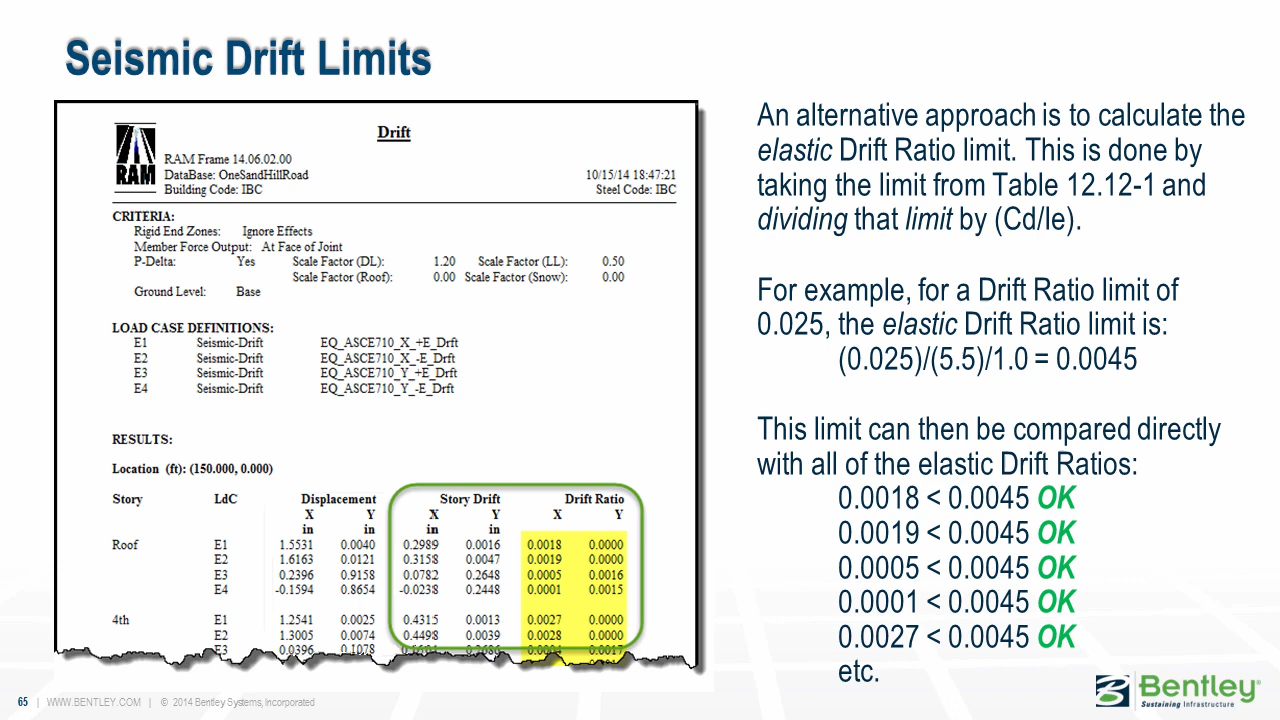 Seismic Drift Limits
Drift
RAM
RAM Frame 14.06.02.00
DataBase: OneSandHillRoad 10/15/14 18:47:21
Building Code: IBC Steel Code: IBC
CRITERIA:
Rigid End Zones: Ignore Effects
Member Force Output: At Face of Joint
P-Delta: Yes Scale Factor (DL): 1.20 Scale Factor (LL): 0.50
Scale Factor (Roof): 0.00 Scale Factor (Snow): 0.00
Ground Level: Base
LOAD CASE DEFINITIONS:
E1 Seismic-Drift EQ_ASCE710_X_+E_Drft
E2 Seismic-Drift EQ_ASCE710_X_-E_Drft
E3 Seismic-Drift EQ_ASCE710_Y_+E_Drft
E4 Seismic-Drift EQ_ASCE710_Y_-E_Drft
RESULTS:
Location (ft): (150.000, 0.000)
Story LdC Displacement Story Drift Drift Ratio
X Y X Y X Y
in in in in
Roof E1 1.5531 0.0040 0.2989 0.0016 0.0018 0.0000
E2 1.6163 0.0121 0.3158 0.0047 0.0019 0.0000
E3 0.2396 0.9158 0.0782 0.2648 0.0005 0.0016
E4 -0.1594 0.8654 -0.0238 0.2448 0.0001 0.0015
4th E1 1.2541 0.0025 0.4315 0.0013 0.0027 0.0000
E2 1.3005 0.0074 0.4498 0.0039 0.0028 0.0000
E3 0.0396 0.1078
An alternative approach is to calculate the
elastic Drift Ratio limit. This is done by
taking the limit from Table 12.12-1 and
dividing that limit by (Cd/Ie).
For example, for a Drift Ratio limit of
0.025, the elastic Drift Ratio limit is:
(0.025)/(5.5)/1.0 = 0.0045
This limit can then be compared directly
with all of the elastic Drift Ratios:
0.0018 < 0.0045 OK
0.0019 < 0.0045 OK
0.0005 < 0.0045 OK
0.0001 < 0.0045 OK
0.0027 < 0.0045 OK
etc.
65 | WWW.BENTLEY.COM | © 2014 Bentley Systems, Incorporated
Bentley®
Sustaining Infrastructure